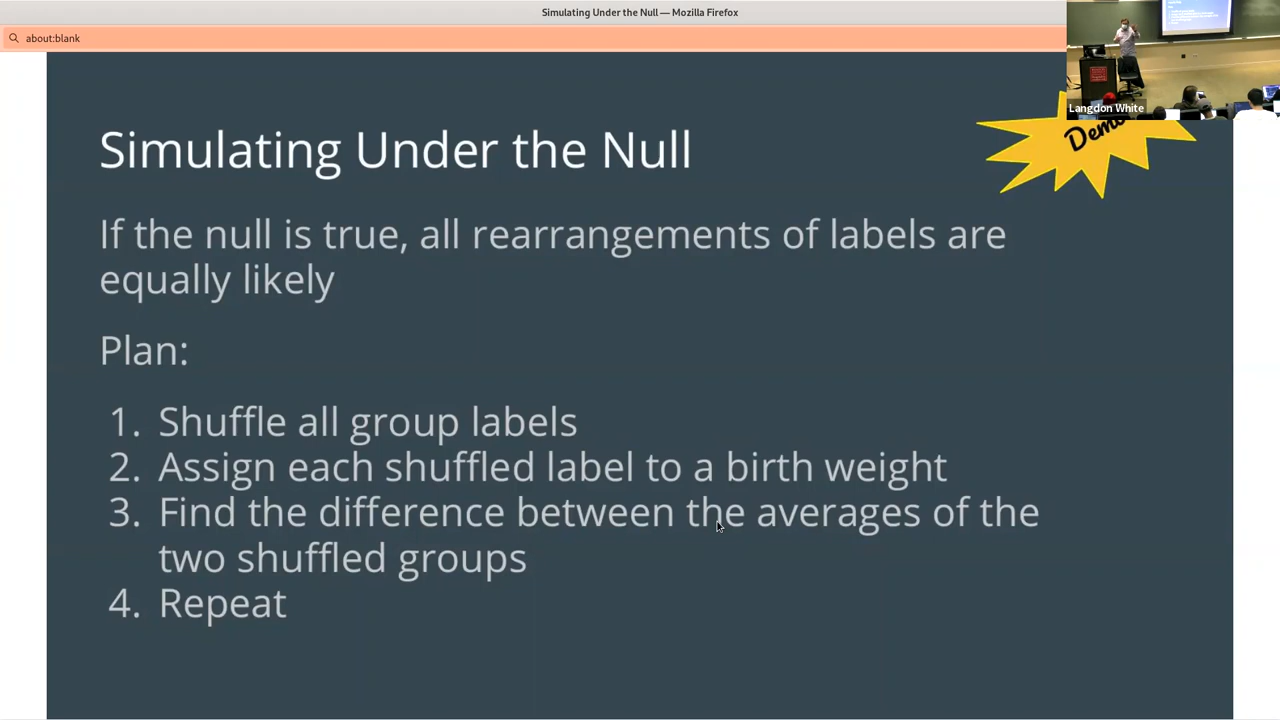 Simulating Under the Null — Mozilla Firefox
about:blank
Langdon White
Demo
Simulating Under the Null
If the null is true, all rearrangements of labels are
equally likely
Plan:
1. Shuffle all group labels
2. Assign each shuffled label to a birth weight
3. Find the difference between the averages of the
two shuffled groups
4. Repeat